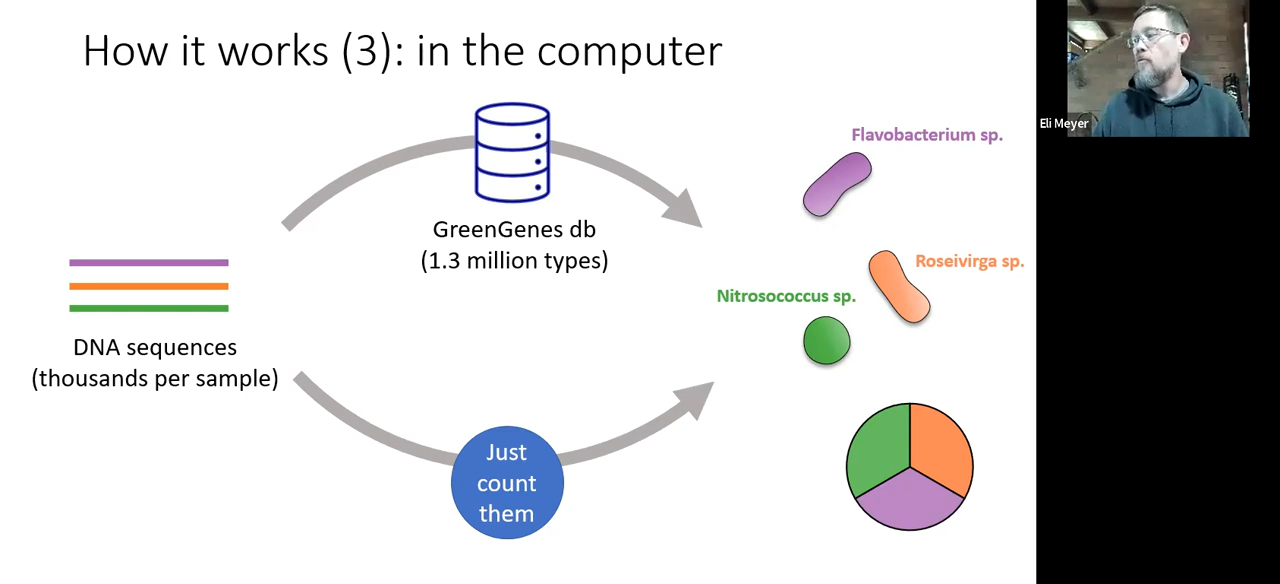 How it works (3): in the computer
Eli Meyer
Flavobacterium sp.
GreenGenes db
(1.3 million types)
Roseivirga sp.
Nitrosococcus sp.
DNA sequences
(thousands per sample)
Just
count
them